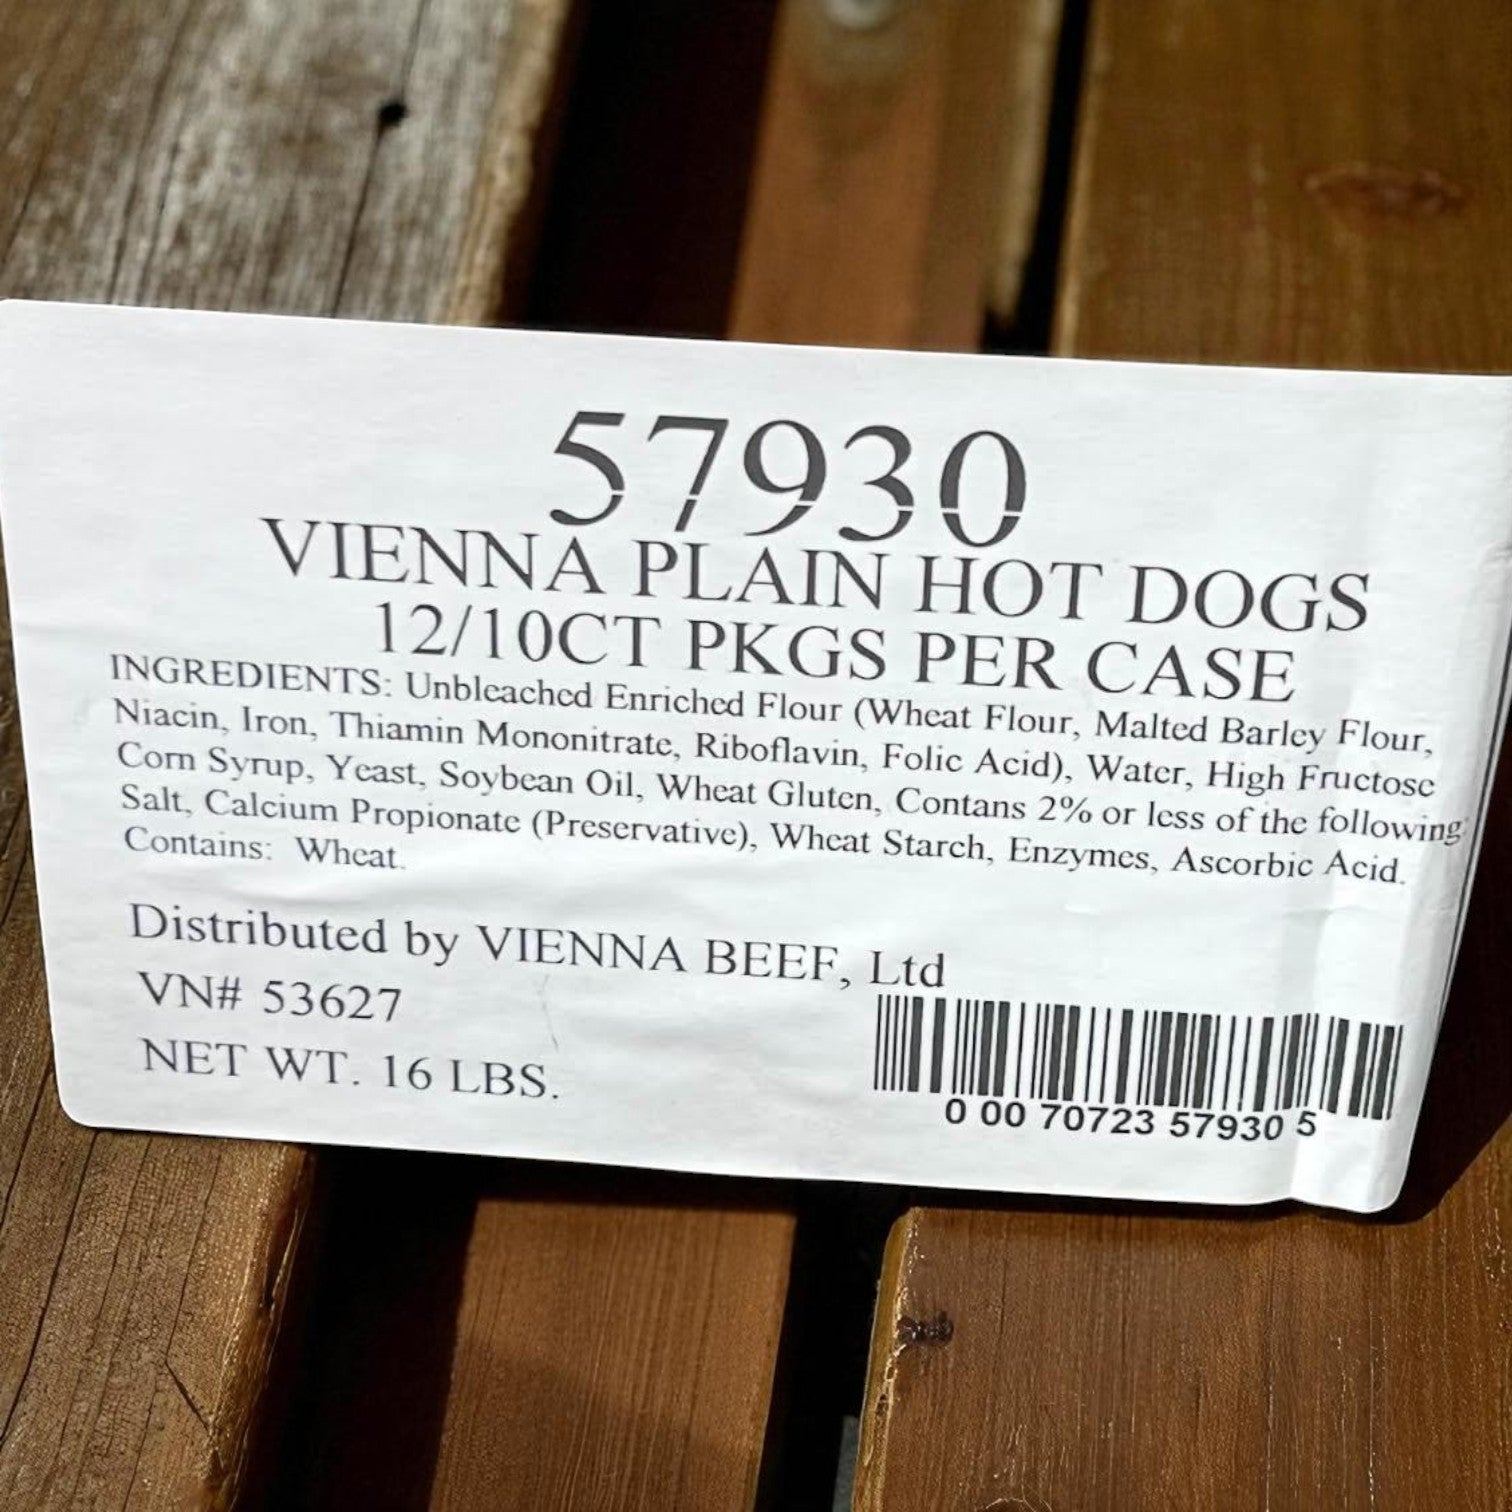 57930
VIENNA PLAIN HOT DOGS
12/10CT PKGS PER CASE
INGREDIENTS: Unbleached Enriched Flour (Wheat Flour, Malted Barley Flour,
Niacin, Iron, Thiamin Mononitrate, Riboflavin, Folic Acid), Water, High Fructose
Corn Syrup, Yeast, Soybean Oil, Wheat Gluten, Contans 2% or less of the following:
Salt, Calcium Propionate (Preservative), Wheat Starch, Enzymes, Ascorbic Acid.
Contains: Wheat.
Distributed by VIENNA BEEF, Ltd
VN# 53627
NET WT. 16 LBS.
0 00 70723 57930 5